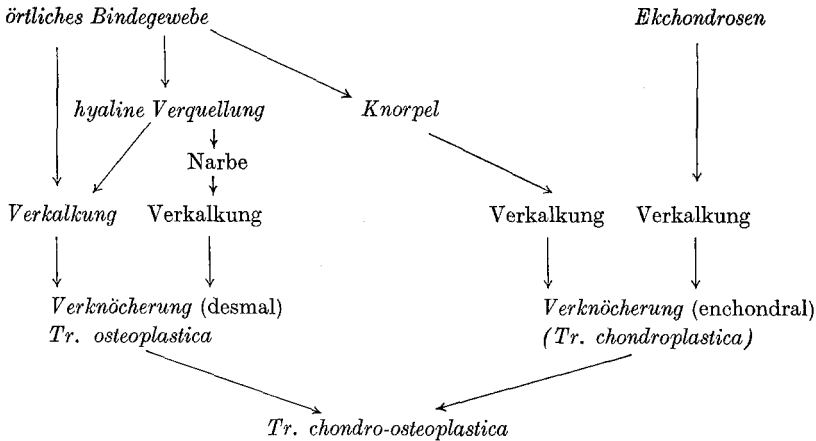 örtliches Bindegewebe Ekchondrosen
hyaline Verquellung Knorpel
Narbe
Verkalkung Verkalkung Verkalkung Verkalkung
Verknöcherung (desmal) Verknöcherung (enchondral)
Tr. osteoplastica (Tr. chondroplastica)
Tr. chondro-osteoplastica